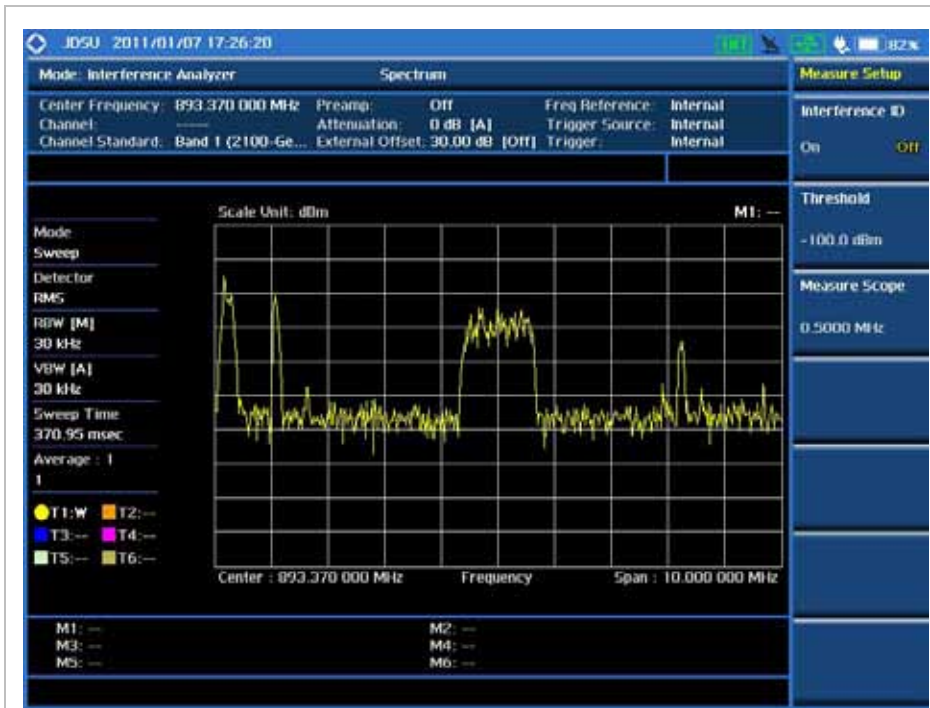 JDSU 2011/01/07 17:26:20
82%
Mode: Interference Analyzer Spectrum
Measure Setup
Center Frequency: 893.370 000 MHz Preamp: Off Freq Reference: Internal
Channel: ---- Attenuation: 0 dB [A] Trigger Source: Internal
Channel Standard: Band 1 (2100-Ge... External Offset: 30.00 dB [Off] Trigger: Internal
Interference ID
On Off
Threshold
-100.0 dBm
Measure Scope
0.5000 MHz
Scale Unit: dBm M1: --
Mode
Sweep
Detector
RMS
RBW [M]
30 kHz
VBW [A]
30 kHz
Sweep Time
370.95 msec
Average : 1
1
T1:W T2:--
T3:-- T4:--
T5:-- T6:--
Center : 893.370 000 MHz Frequency Span : 10.000 000 MHz
M1: -- M2: --
M3: -- M4: --
M5: -- M6: --